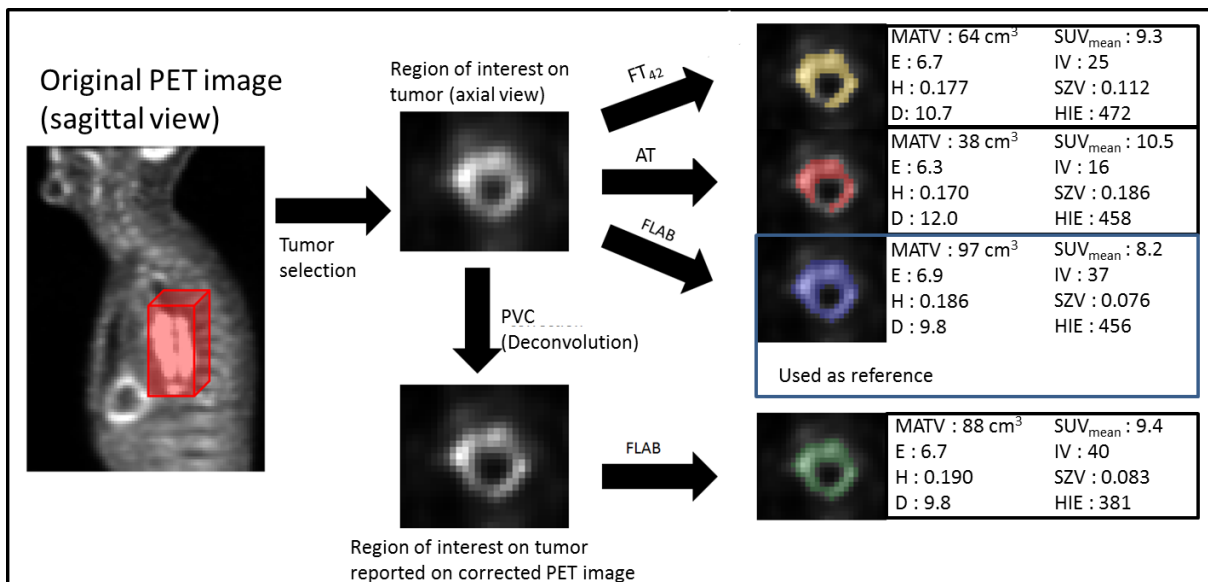 Original PET image
(sagittal view)
Tumor
selection
Region of interest on
tumor (axial view)
PVC
(Deconvolution)
Region of interest on tumor
reported on corrected PET image
FT42
AT
FLAB
FLAB
MATV : 64 cm³
E : 6.7
H : 0.177
D: 10.7
SUVmean : 9.3
IV : 25
SZV : 0.112
HIE : 472
MATV : 38 cm³
E : 6.3
H : 0.170
D : 12.0
SUVmean : 10.5
IV : 16
SZV : 0.186
HIE : 458
MATV : 97 cm³
E : 6.9
H : 0.186
D : 9.8
SUVmean : 8.2
IV : 37
SZV : 0.076
HIE : 456
Used as reference
MATV : 88 cm³
E : 6.7
H : 0.190
D : 9.8
SUVmean : 9.4
IV : 40
SZV : 0.083
HIE : 381